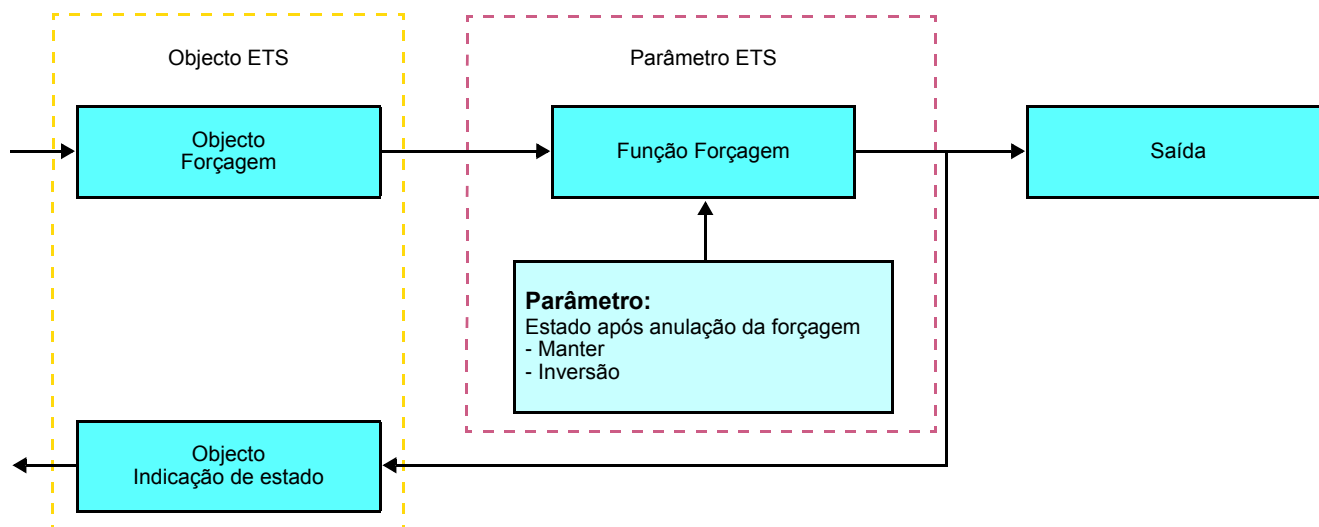 Objecto ETS
Parâmetro ETS
Objecto
Forçagem
Função Forçagem
Saída
Parâmetro:
Estado após anulação da forçagem
- Manter
- Inversão
Objecto
Indicação de estado